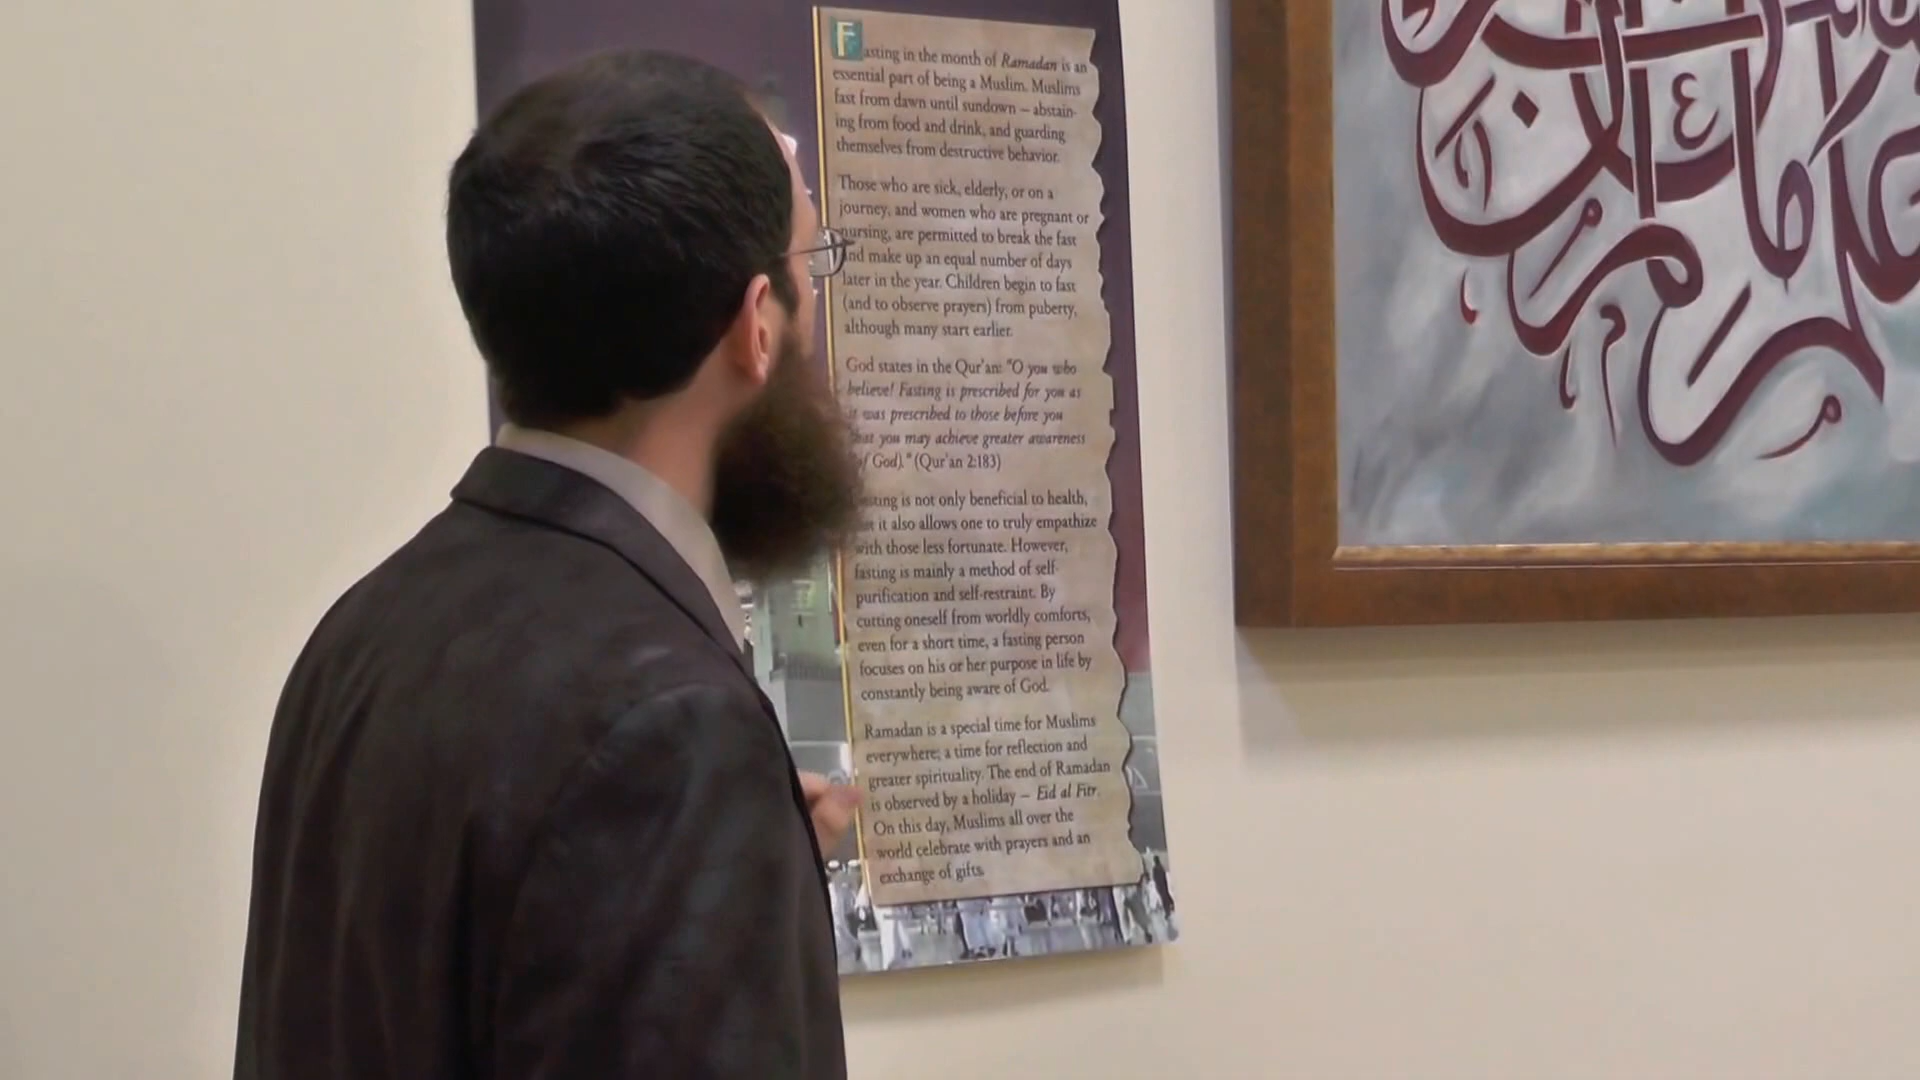 Fasting in the month of Ramadan is an
essential part of being a Muslim. Muslims
fast from dawn until sundown – abstain-
ing from food and drink, and guarding
themselves from destructive behavior.
Those who are sick, elderly, or on a
journey, and women who are pregnant or
nursing, are permitted to break the fast
and make up an equal number of days
later in the year. Children begin to fast
(and to observe prayers) from puberty,
although many start earlier.
God states in the Qur'an: "O you who
believe! Fasting is prescribed for you as
it was prescribed to those before you
that you may achieve greater awareness
of God)." (Qur'an 2:183)
Fasting is not only beneficial to health,
it also allows one to truly empathize
with those less fortunate. However,
fasting is mainly a method of self-
purification and self-restraint. By
cutting oneself from worldly comforts,
even for a short time, a fasting person
focuses on his or her purpose in life by
constantly being aware of God.
Ramadan is a special time for Muslims
everywhere; a time for reflection and
greater spirituality. The end of Ramadan
is observed by a holiday – Eid al Fitr.
On this day, Muslims all over the
world celebrate with prayers and an
exchange of gifts.